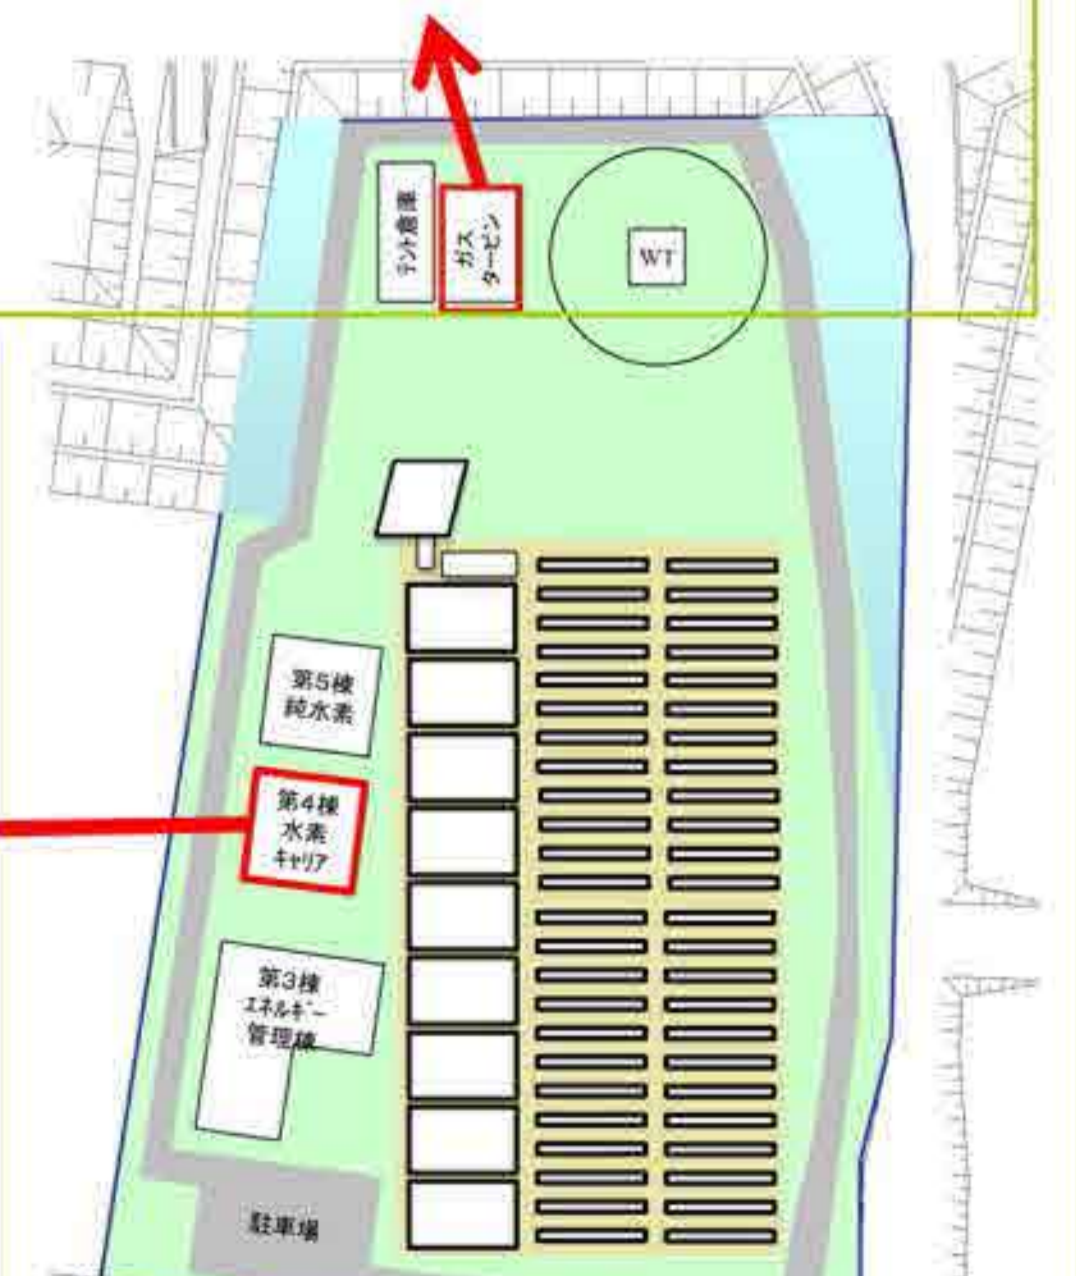 テント倉庫
ガス
タービン
WT
第5棟
純水素
第4棟
水素
キャリア
第3棟
エネルギー
管理棟
駐車場